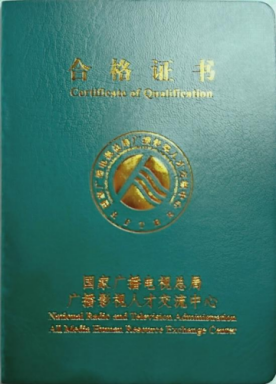 合格证书
Certificate of Qualification
国家广播电视总局
广播影视人才交流中心
National Radio and Television Administration
All Media Human Resource Exchange Center